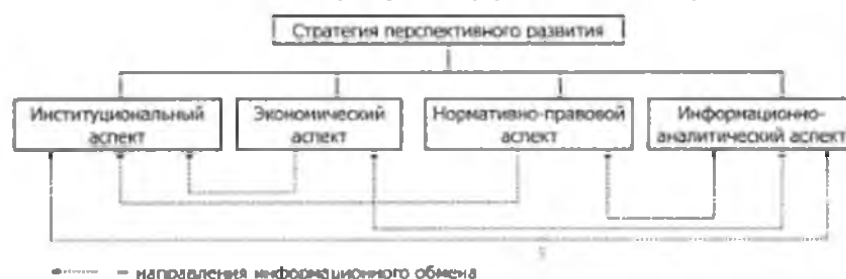 Стратегия перспективного развития
Институциональный
аспект
Экономический
аспект
Нормативно-правовой
аспект
Информационно-
аналитический аспект
– направления информационного обмена